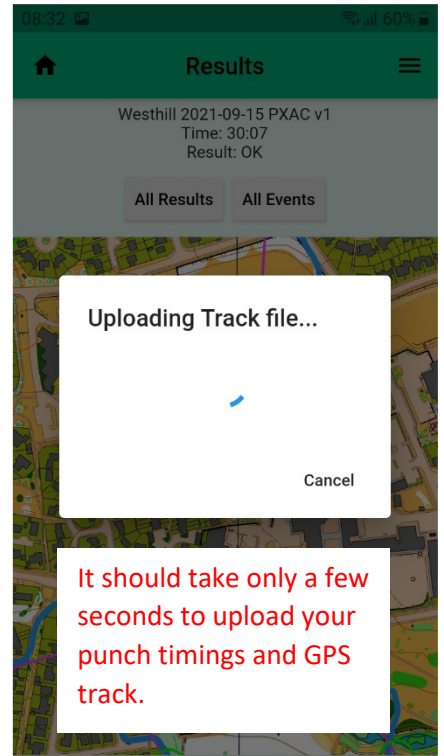 08:32 60%
Results
Westhill 2021-09-15 PXAC v1
Time: 30:07
Result: OK
All Results All Events
Uploading Track file...
Cancel
It should take only a few
seconds to upload your
punch timings and GPS
track.